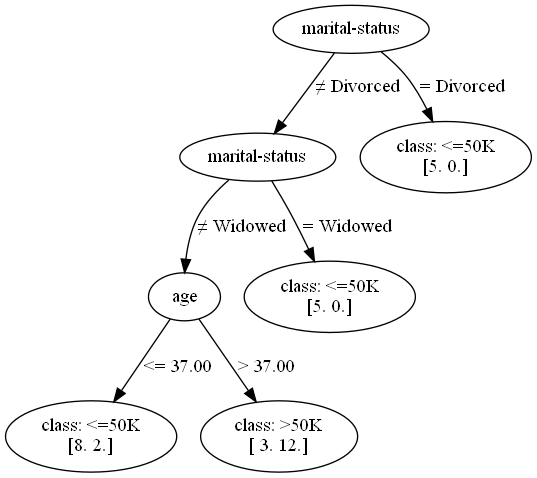 marital-status
≠ Divorced
= Divorced
marital-status
class: <=50K
[5. 0.]
≠ Widowed
= Widowed
age
class: <=50K
[5. 0.]
<= 37.00
> 37.00
class: <=50K
[8. 2.]
class: >50K
[ 3. 12.]